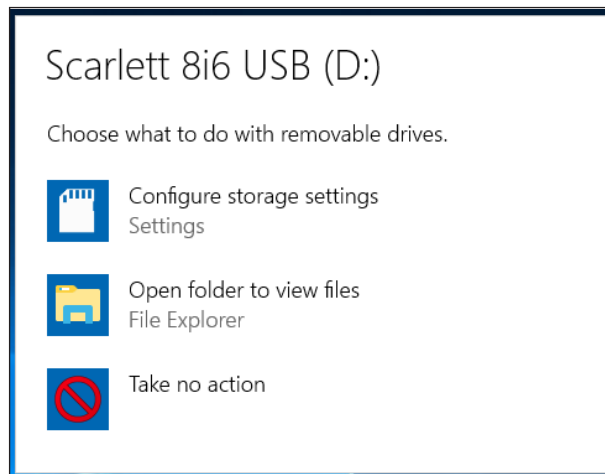 Scarlett 8i6 USB (D:)
Choose what to do with removable drives.
Configure storage settings
Settings
Open folder to view files
File Explorer
Take no action